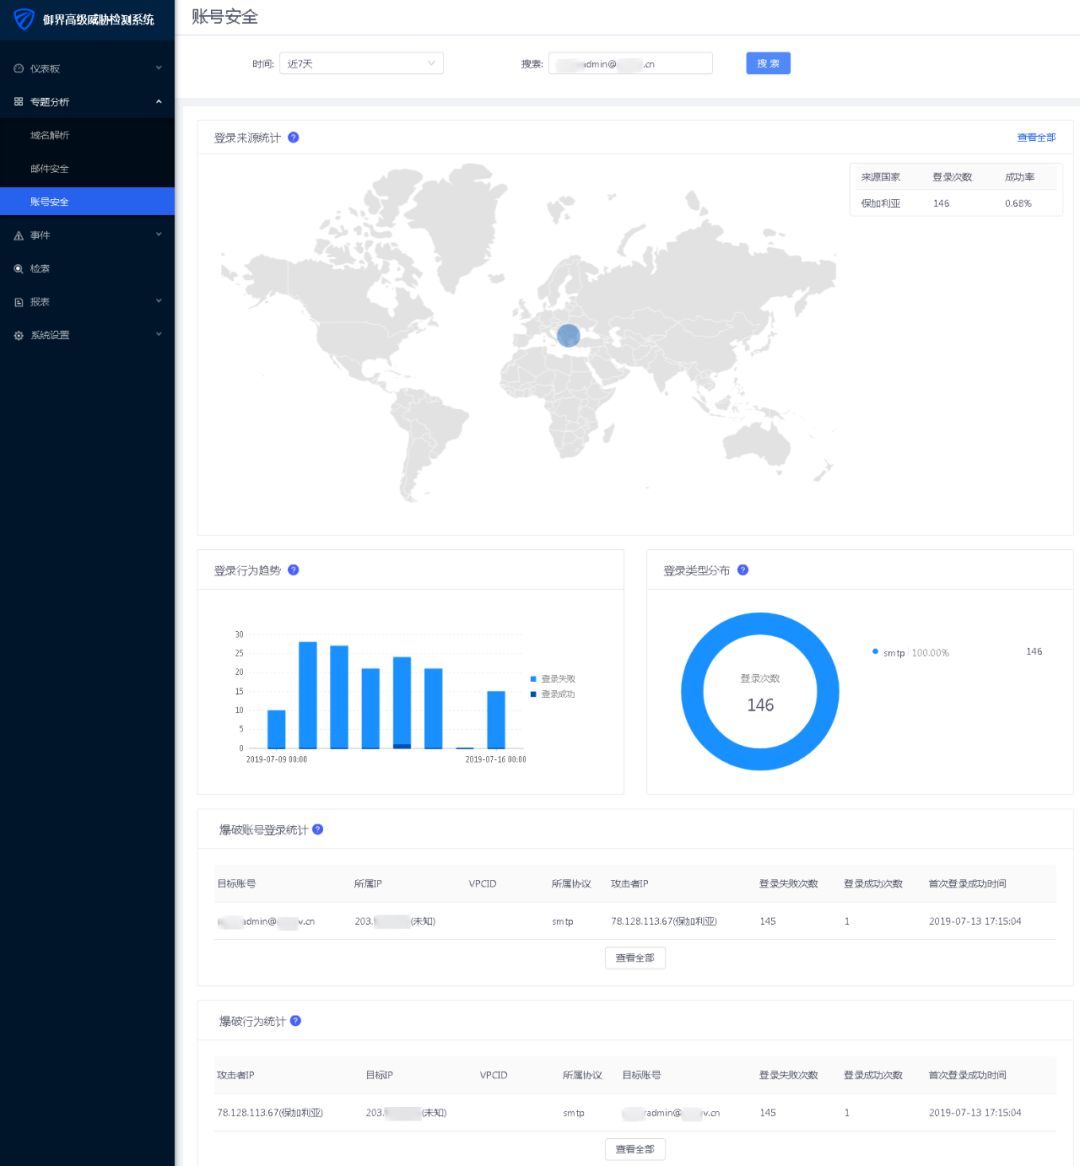 御界高级威胁检测系统
仪表板
专题分析
域名解析
邮件安全
账号安全
事件
检索
报表
系统设置
账号安全
时间: 近7天 搜索: admin@ .cn 搜 索
登录来源统计 ? 查看全部
来源国家 登录次数 成功率
保加利亚 146 0.68%
登录行为趋势 ?
30
25
20
15
10
5
0
2019-07-09 00:00 2019-07-16 00:00
登录失败
登录成功
登录类型分布 ?
登录次数
146
smtp 100.00% 146
爆破账号登录统计 ?
目标账号 所属IP VPCID 所属协议 攻击者IP 登录失败次数 登录成功次数 首次登录成功时间
admin@ v.cn 203. (未知) smtp 78.128.113.67(保加利亚) 145 1 2019-07-13 17:15:04
查看全部
爆破行为统计 ?
攻击者IP 目标IP VPCID 所属协议 目标账号 登录失败次数 登录成功次数 首次登录成功时间
78.128.113.67(保加利亚) 203. (未知) smtp radmin@ v.cn 145 1 2019-07-13 17:15:04
查看全部